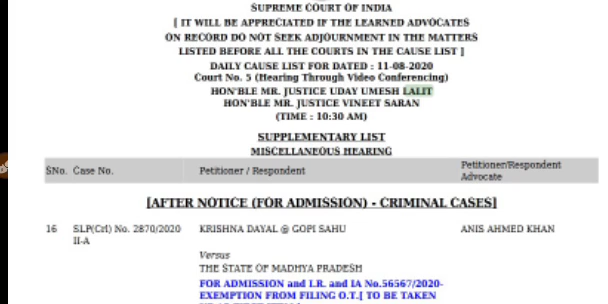 SUPREME COURT OF INDIA
[ IT WILL BE APPRECIATED IF THE LEARNED ADVOCATES
ON RECORD DO NOT SEEK ADJOURNMENT IN THE MATTERS
LISTED BEFORE ALL THE COURTS IN THE CAUSE LIST ]
DAILY CAUSE LIST FOR DATED : 11-08-2020
Court No. 5 (Hearing Through Video Conferencing)
HON'BLE MR. JUSTICE UDAY UMESH LALIT
HON'BLE MR. JUSTICE VINEET SARAN
(TIME : 10:30 AM)
SUPPLEMENTARY LIST
MISCELLANEOUS HEARING
SNo. Case No. Petitioner / Respondent Petitioner/Respondent
Advocate
[AFTER NOTICE (FOR ADMISSION) - CRIMINAL CASES]
16 SLP(Crl) No. 2870/2020 KRISHNA DAYAL @ GOPI SAHU ANIS AHMED KHAN
II-A
Versus
THE STATE OF MADHYA PRADESH
FOR ADMISSION and I.R. and IA No.56567/2020-
EXEMPTION FROM FILING O.T.[ TO BE TAKEN